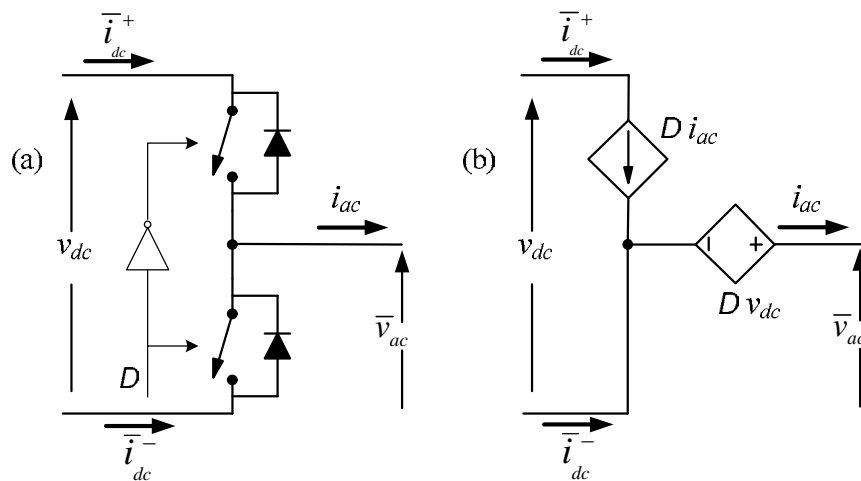 (a)
i̅dc⁺
vdc
D
iac
v̅ac
i̅dc⁻
(b)
i̅dc⁺
D iac
vdc
iac
− +
D vdc
v̅ac
i̅dc⁻